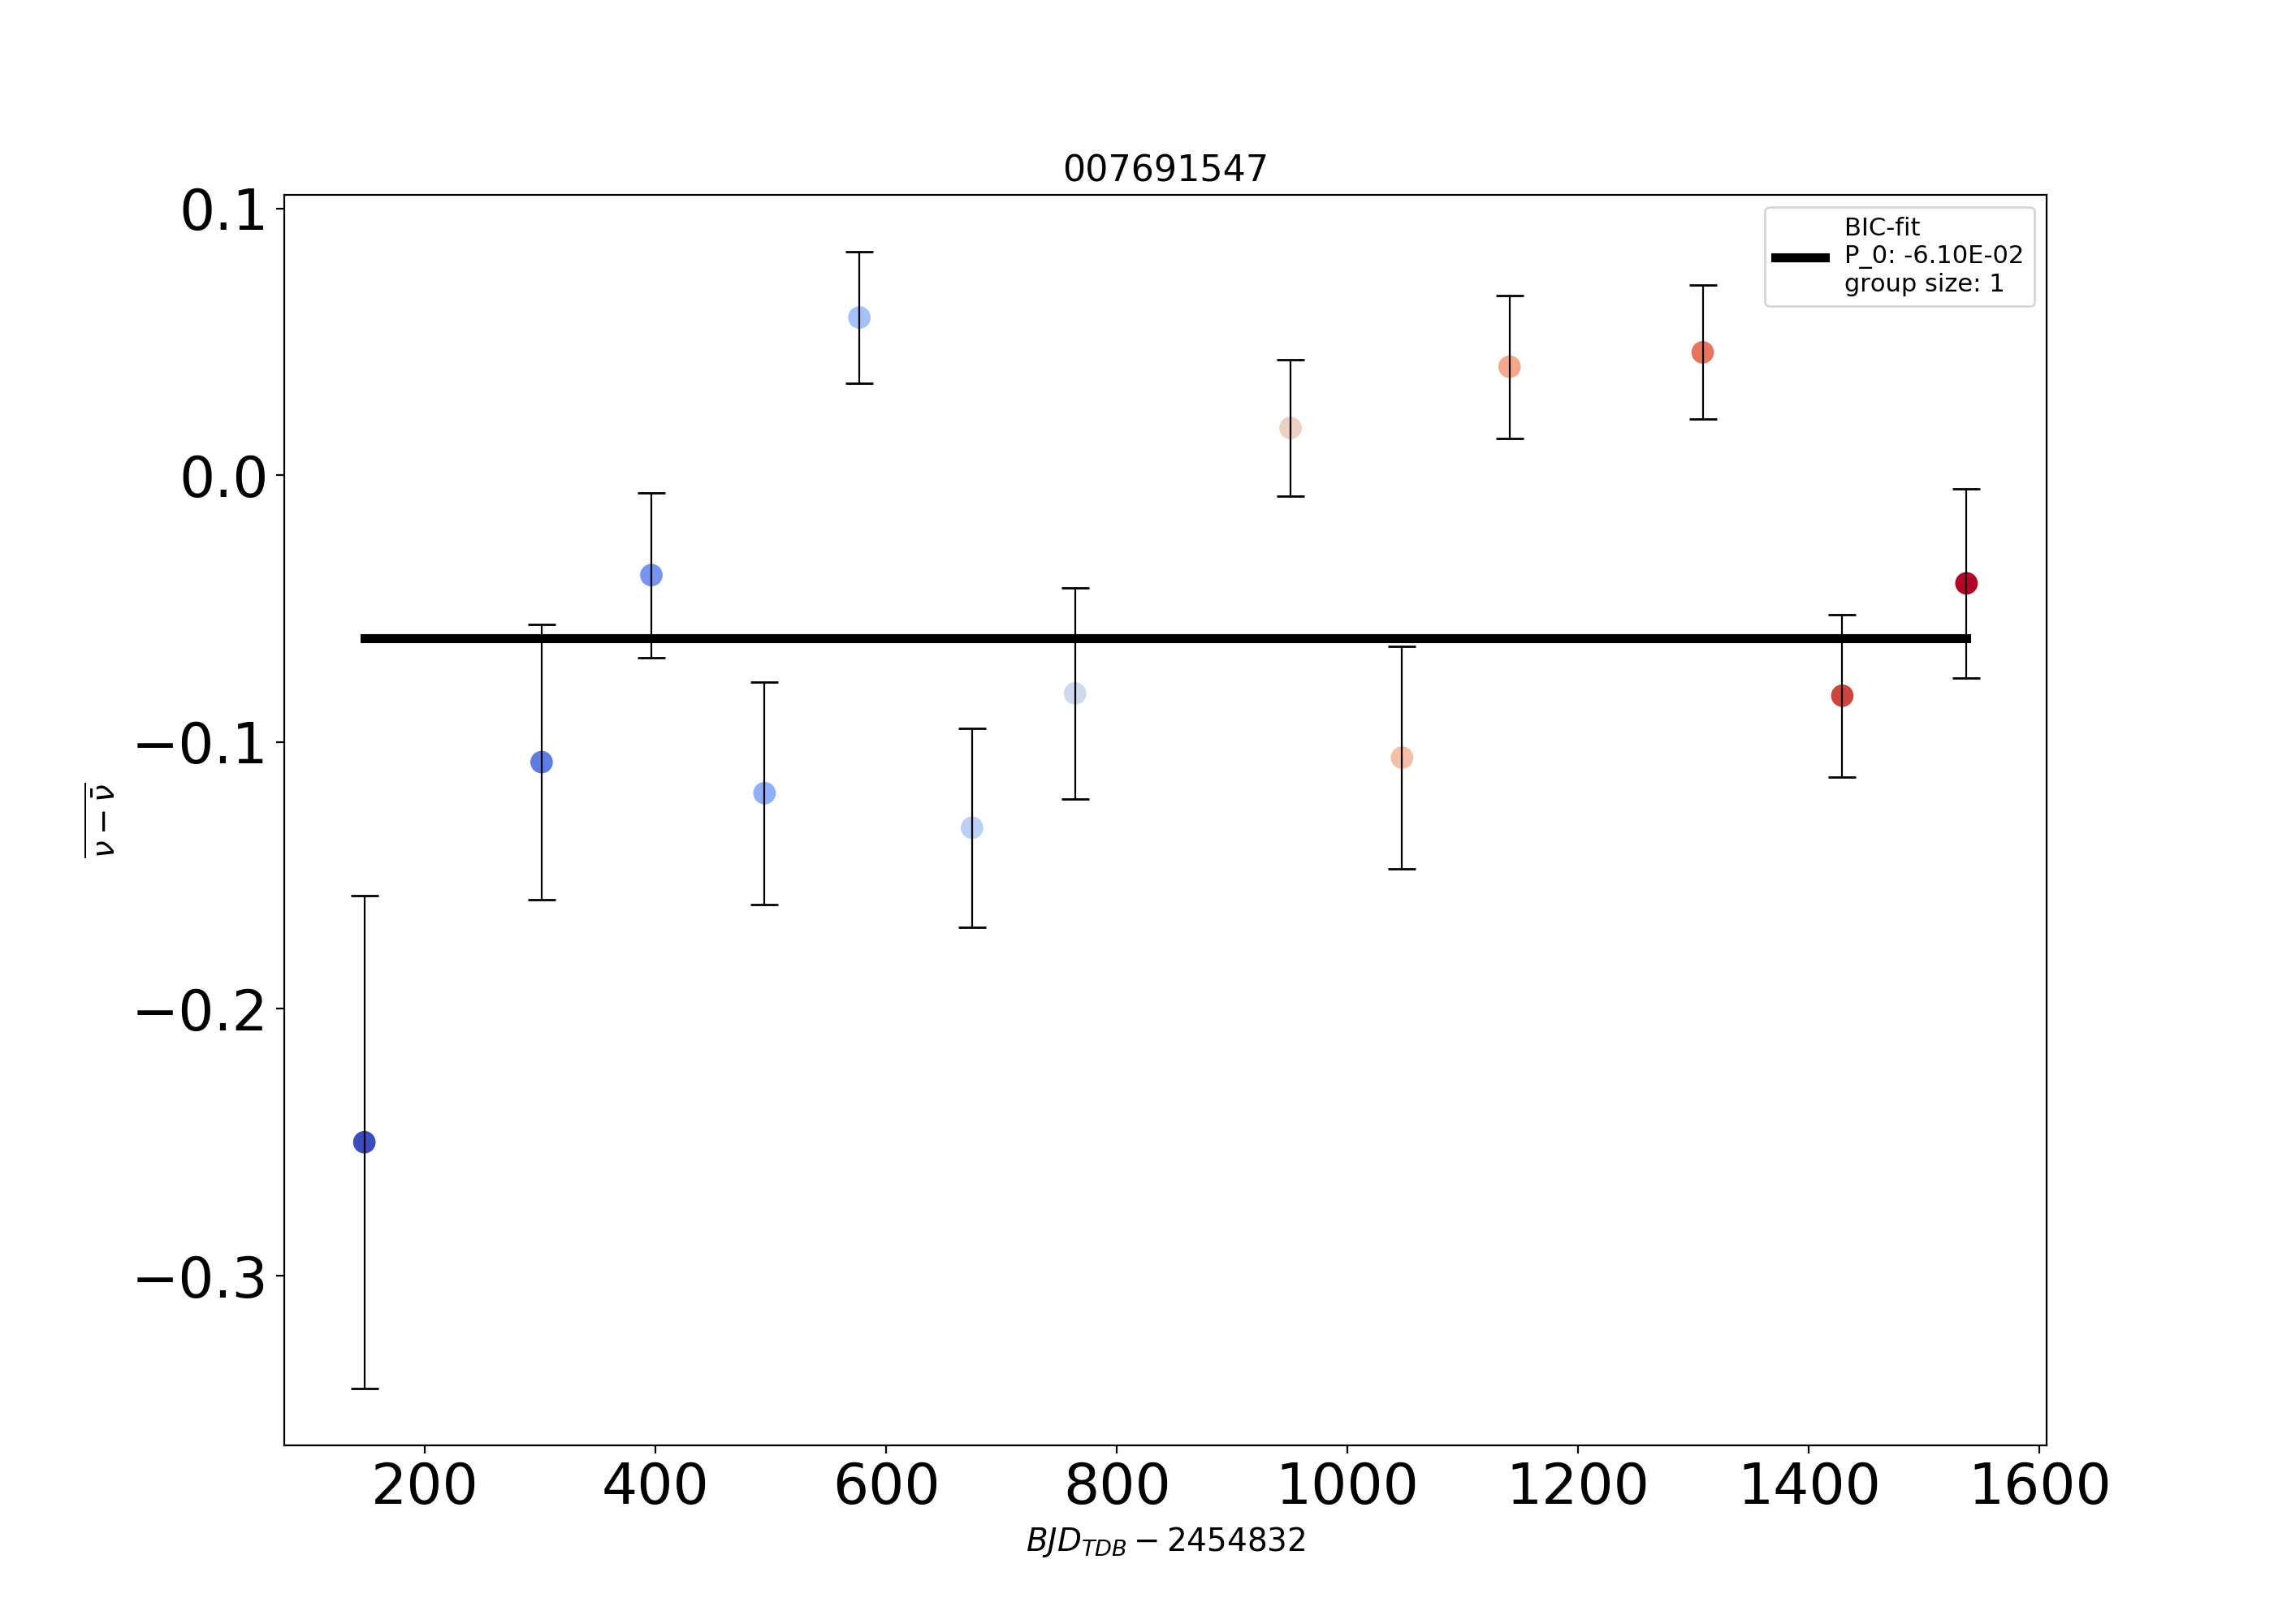 007691547
0.1
0.0
−0.1
−0.2
−0.3
ν − ν̄
BIC-fit
P_0: -6.10E-02
group size: 1
200 400 600 800 1000 1200 1400 1600
BJD_TDB − 2454832